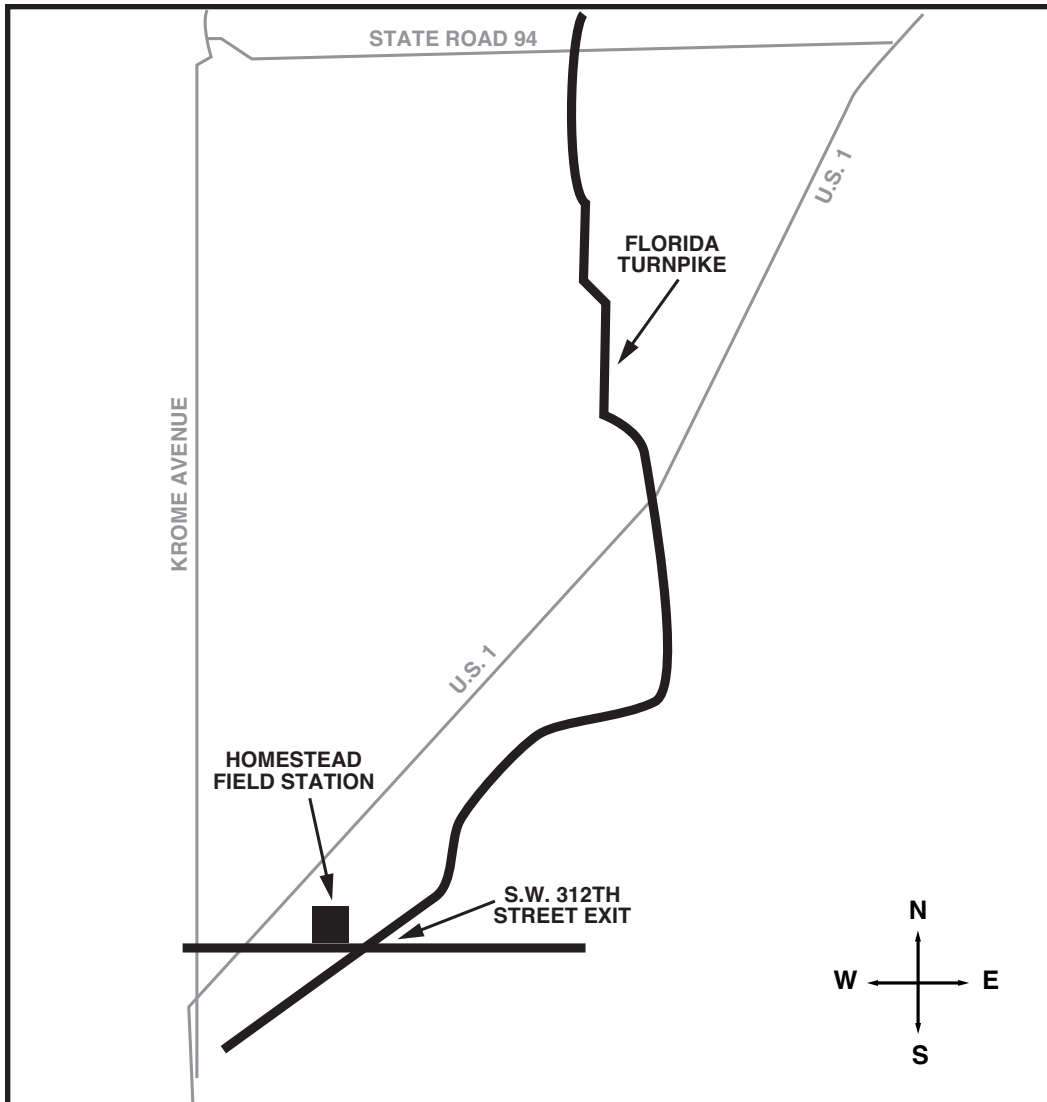 STATE ROAD 94
U.S. 1
FLORIDA
TURNPIKE
KROME AVENUE
U.S. 1
HOMESTEAD
FIELD STATION
S.W. 312TH
STREET EXIT
N
W
E
S